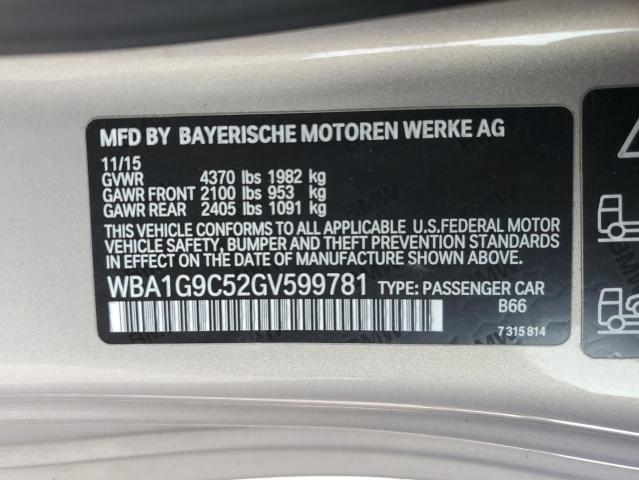 MFD BY BAYERISCHE MOTOREN WERKE AG
11/15
GVWR 4370 lbs 1982 kg
GAWR FRONT 2100 lbs 953 kg
GAWR REAR 2405 lbs 1091 kg
THIS VEHICLE CONFORMS TO ALL APPLICABLE U.S.FEDERAL MOTOR
VEHICLE SAFETY, BUMPER AND THEFT PREVENTION STANDARDS
IN EFFECT ON THE DATE OF MANUFACTURE SHOWN ABOVE.
WBA1G9C52GV599781 TYPE: PASSENGER CAR
B66
7 315 814